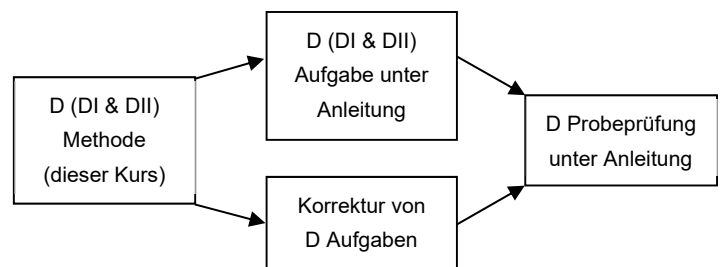 D (DI & DII)
Methode
(dieser Kurs)
D (DI & DII)
Aufgabe unter
Anleitung
Korrektur von
D Aufgaben
D Probeprüfung
unter Anleitung